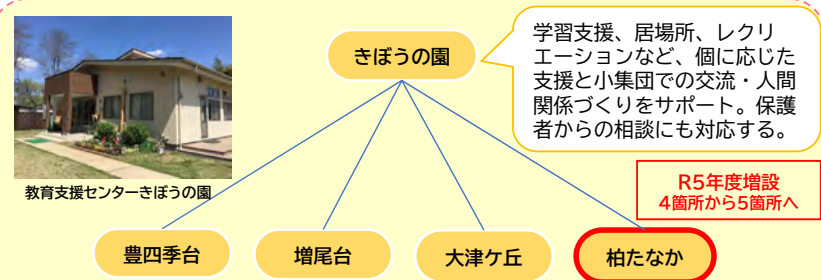 きぼうの園
学習支援、居場所、レクリ
エーションなど、個に応じた
支援と小集団での交流・人間
関係づくりをサポート。保護
者からの相談にも対応する。
教育支援センターきぼうの園
R5年度増設
4箇所から5箇所へ
豊四季台
増尾台
大津ケ丘
柏たなか